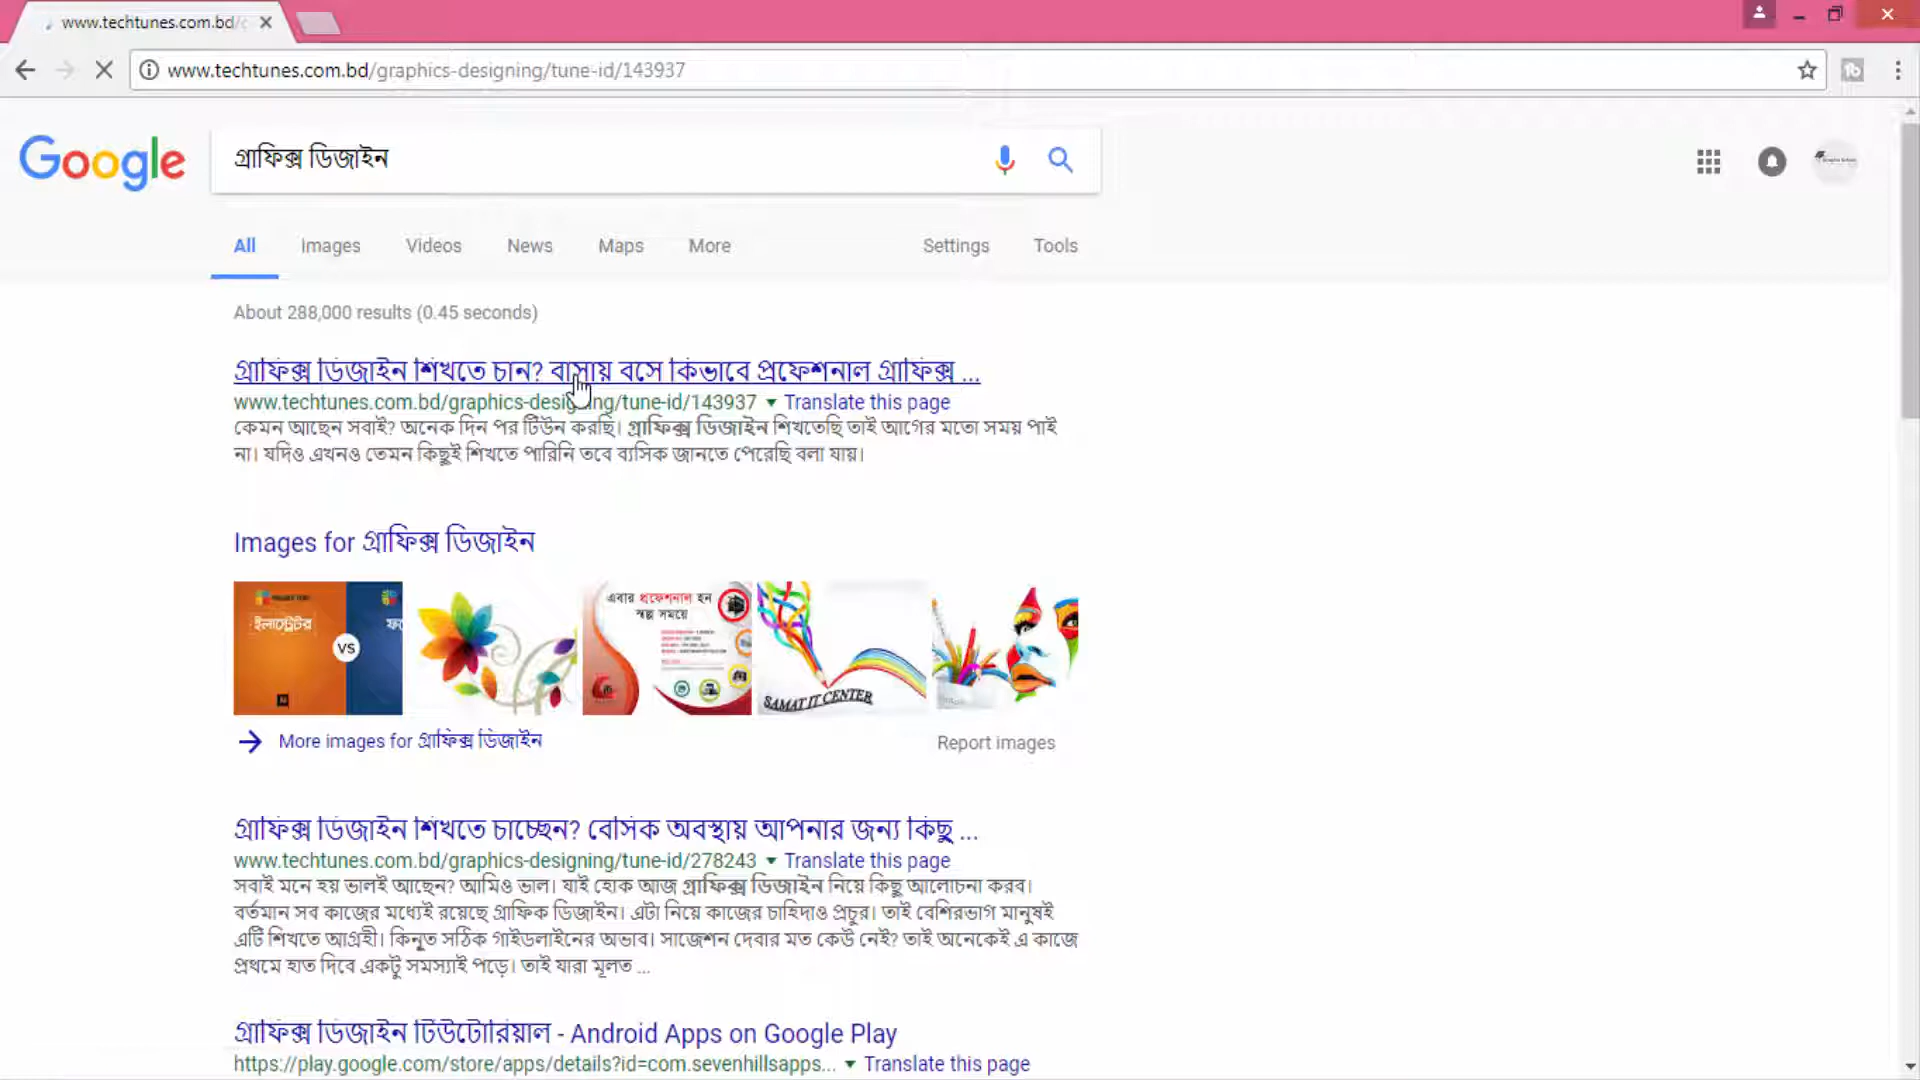 www.techtunes.com.bd/
www.techtunes.com.bd/graphics-designing/tune-id/143937
Google
গ্রাফিক্স ডিজাইন
All Images Videos News Maps More Settings Tools
About 288,000 results (0.45 seconds)
গ্রাফিক্স ডিজাইন শিখতে চান? বাসায় বসে কিভাবে প্রফেশনাল গ্রাফিক্স ...
www.techtunes.com.bd/graphics-designing/tune-id/143937 Translate this page
কেমন আছেন সবাই? অনেক দিন পর টিউন করছি। গ্রাফিক্স ডিজাইন শিখতেছি তাই আগের মতো সময় পাই
না। যদিও এখনও তেমন কিছুই শিখতে পারিনি তবে ব্যসিক জানতে পেরেছি বলা যায়।
Images for গ্রাফিক্স ডিজাইন
ইলাস্ট্রেটর
VS
এবার প্রফেশনাল হন
স্বল্প সময়ে
SAMAT IT CENTER
More images for গ্রাফিক্স ডিজাইন
Report images
গ্রাফিক্স ডিজাইন শিখতে চাচ্ছেন? বেসিক অবস্থায় আপনার জন্য কিছু ...
www.techtunes.com.bd/graphics-designing/tune-id/278243 Translate this page
সবাই মনে হয় ভালই আছেন? আমিও ভাল। যাই হোক আজ গ্রাফিক্স ডিজাইন নিয়ে কিছু আলোচনা করব।
বর্তমান সব কাজের মধ্যেই রয়েছে গ্রাফিক ডিজাইন। এটা নিয়ে কাজের চাহিদাও প্রচুর। তাই বেশিরভাগ মানুষই
এটি শিখতে আগ্রহী। কিনুত সঠিক গাইডলাইনের অভাব। সাজেশন দেবার মত কেউ নেই? তাই অনেকেই এ কাজে
প্রথমে হাত দিবে একটু সমস্যাই পড়ে। তাই যারা মূলত ...
গ্রাফিক্স ডিজাইন টিউটোরিয়াল - Android Apps on Google Play
https://play.google.com/store/apps/details?id=com.sevenhillsapps... Translate this page